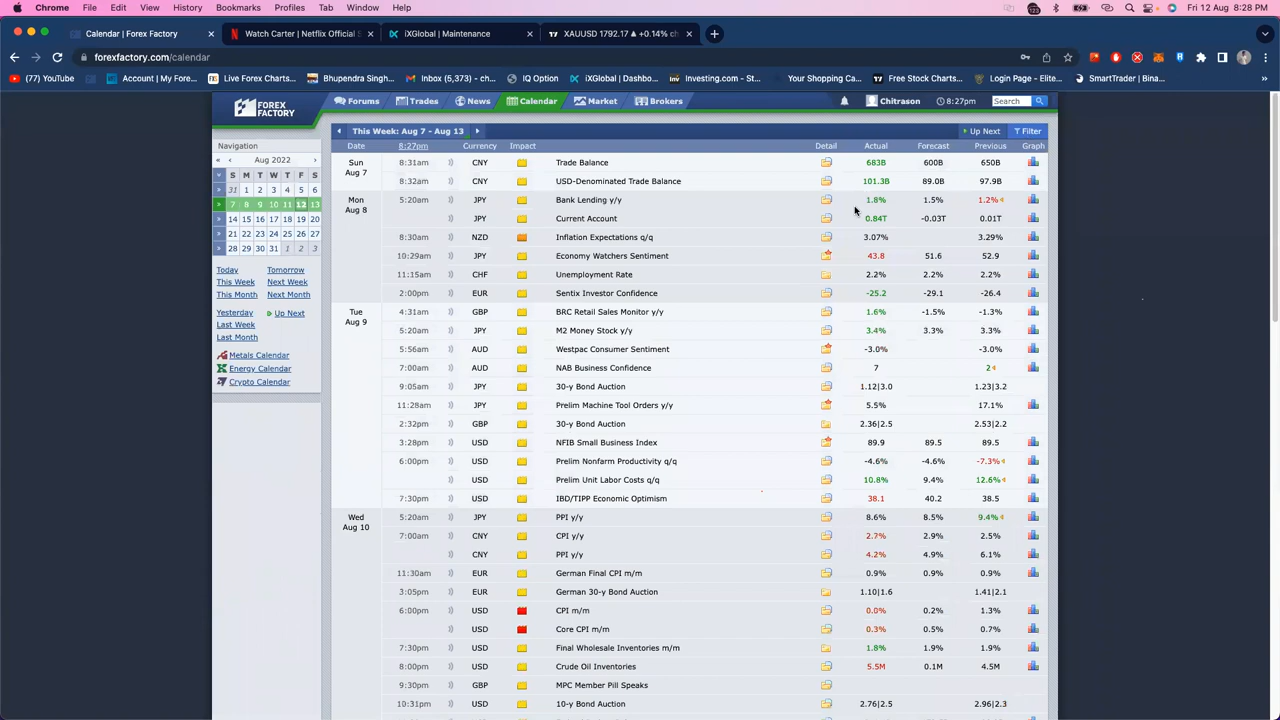 Chrome File Edit View History Bookmarks Profiles Tab Window Help Fri 12 Aug 8:28 PM
Calendar | Forex Factory × Watch Carter | Netflix Official S × iXGlobal | Maintenance × XAUUSD 1792.17 ▲ +0.14% ch × +
forexfactory.com/calendar
(77) YouTube Account | My Fore... Live Forex Charts... Bhupendra Singh... Inbox (5,373) - ch... IQ Option iXGlobal | Dashbo... Investing.com - St... Your Shopping Ca... Free Stock Charts... Login Page - Elite... SmartTrader | Bina... »
FOREX FACTORY Forums Trades News Calendar Market Brokers Chitrason 8:27pm Search
Navigation
« ‹ Aug 2022 ›
S M T W T F S
> 31 1 2 3 4 5 6
> 7 8 9 10 11 12 13
> 14 15 16 17 18 19 20
> 21 22 23 24 25 26 27
> 28 29 30 31 1 2 3
Today Tomorrow
This Week Next Week
This Month Next Month
Yesterday Up Next
Last Week
Last Month
Metals Calendar
Energy Calendar
Crypto Calendar
This Week: Aug 7 - Aug 13 Up Next Filter
Date 8:27pm Currency Impact Detail Actual Forecast Previous Graph
Sun Aug 7 8:31am CNY Trade Balance 683B 600B 650B
8:32am CNY USD-Denominated Trade Balance 101.3B 89.0B 97.9B
Mon Aug 8 5:20am JPY Bank Lending y/y 1.8% 1.5% 1.2%
JPY Current Account 0.84T -0.03T 0.01T
8:30am NZD Inflation Expectations q/q 3.07% 3.29%
10:29am JPY Economy Watchers Sentiment 43.8 51.6 52.9
11:15am CHF Unemployment Rate 2.2% 2.2% 2.2%
2:00pm EUR Sentix Investor Confidence -25.2 -29.1 -26.4
Tue Aug 9 4:31am GBP BRC Retail Sales Monitor y/y 1.6% -1.5% -1.3%
5:20am JPY M2 Money Stock y/y 3.4% 3.3% 3.3%
5:56am AUD Westpac Consumer Sentiment -3.0% -3.0%
7:00am AUD NAB Business Confidence 7 2
9:05am JPY 30-y Bond Auction 1.12|3.0 1.23|3.2
11:28am JPY Prelim Machine Tool Orders y/y 5.5% 17.1%
2:32pm GBP 30-y Bond Auction 2.36|2.5 2.53|2.2
3:28pm USD NFIB Small Business Index 89.9 89.5 89.5
6:00pm USD Prelim Nonfarm Productivity q/q -4.6% -4.6% -7.3%
USD Prelim Unit Labor Costs q/q 10.8% 9.4% 12.6%
7:30pm USD IBD/TIPP Economic Optimism 38.1 40.2 38.5
Wed Aug 10 5:20am JPY PPI y/y 8.6% 8.5% 9.4%
7:00am CNY CPI y/y 2.7% 2.9% 2.5%
CNY PPI y/y 4.2% 4.9% 6.1%
11:30am EUR German Final CPI m/m 0.9% 0.9% 0.9%
3:05pm EUR German 30-y Bond Auction 1.10|1.6 1.41|2.1
6:00pm USD CPI m/m 0.0% 0.2% 1.3%
USD Core CPI m/m 0.3% 0.5% 0.7%
7:30pm USD Final Wholesale Inventories m/m 1.8% 1.9% 1.9%
8:00pm USD Crude Oil Inventories 5.5M 0.1M 4.5M
9:30pm GBP MPC Member Pill Speaks
10:31pm USD 10-y Bond Auction 2.76|2.5 2.96|2.3